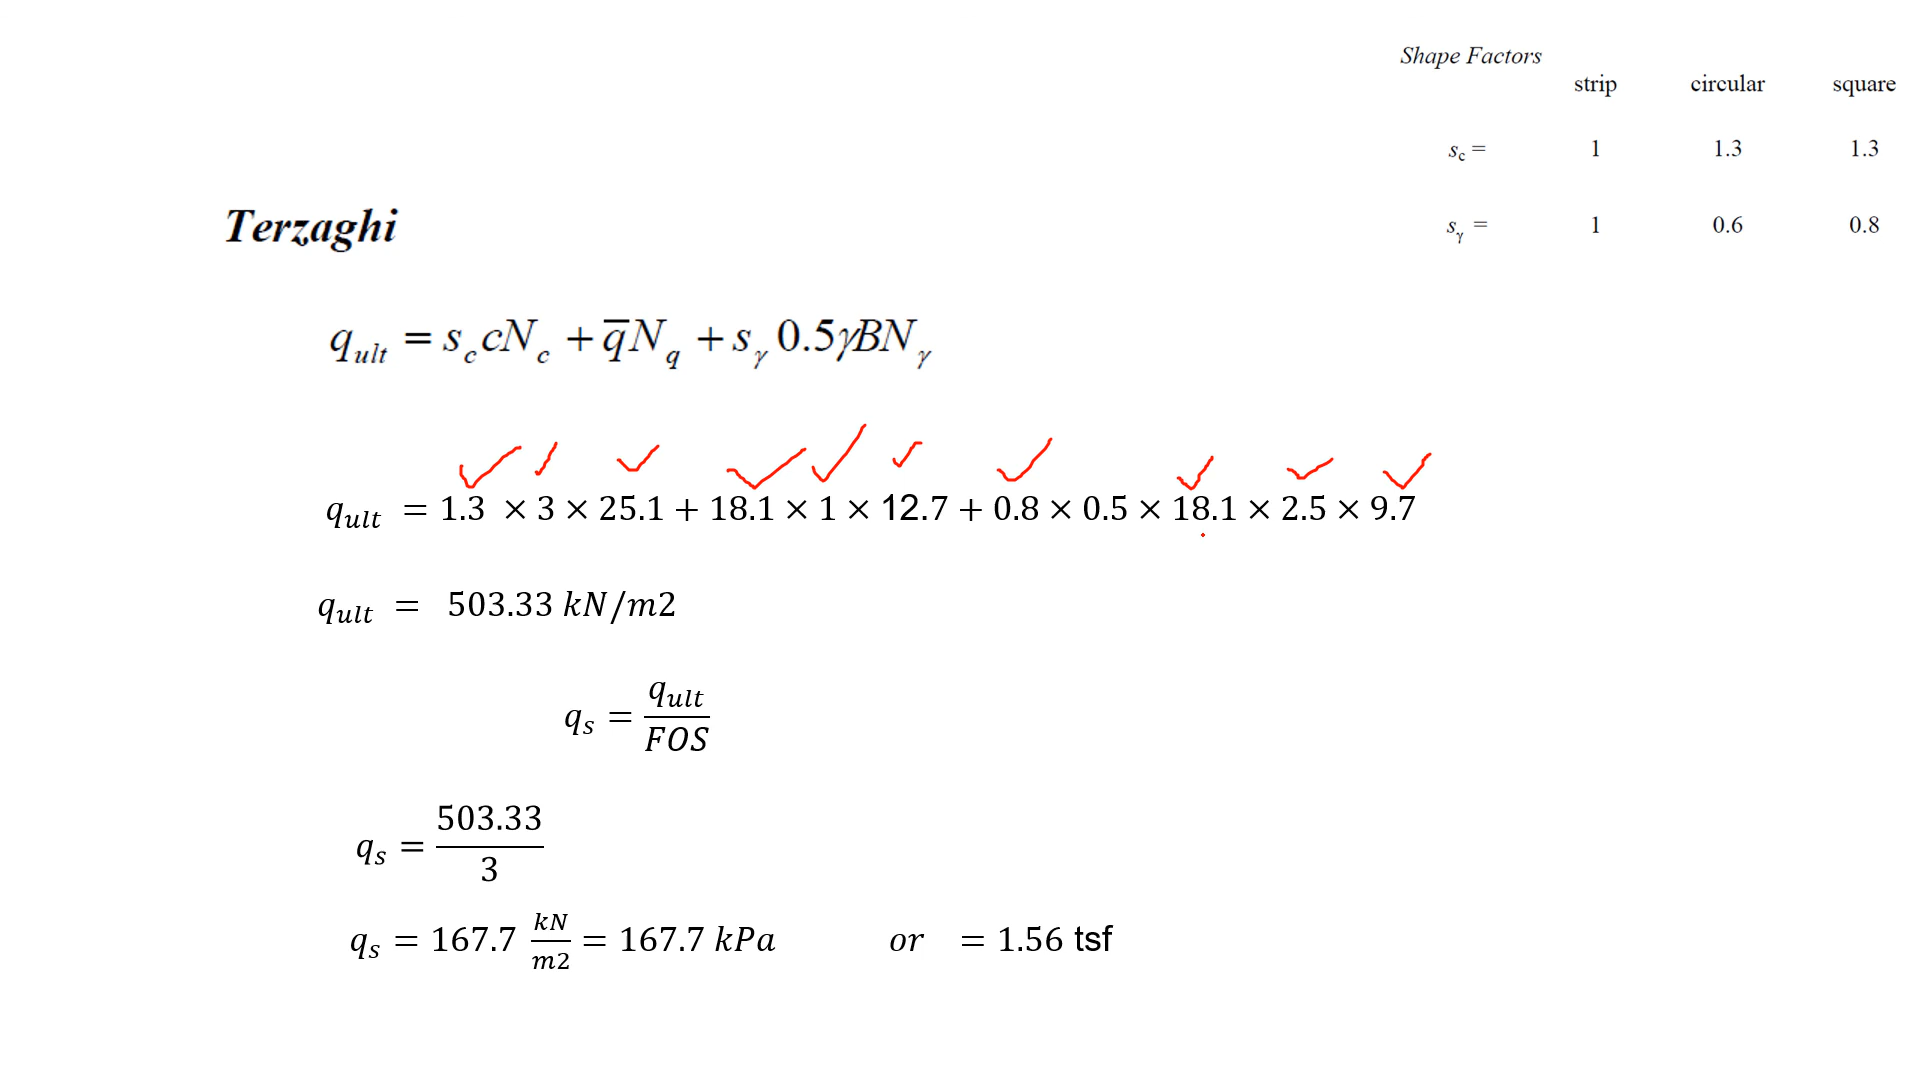 Shape Factors
strip circular square
s_c = 1 1.3 1.3
s_γ = 1 0.6 0.8
Terzaghi
q_ult = s_c cN_c + q̅N_q + s_γ 0.5γBN_γ
q_ult = 1.3 × 3 × 25.1 + 18.1 × 1 × 12.7 + 0.8 × 0.5 × 18.1 × 2.5 × 9.7
q_ult = 503.33 kN/m2
q_s = q_ult / FOS
q_s = 503.33 / 3
q_s = 167.7 kN/m2 = 167.7 kPa or = 1.56 tsf